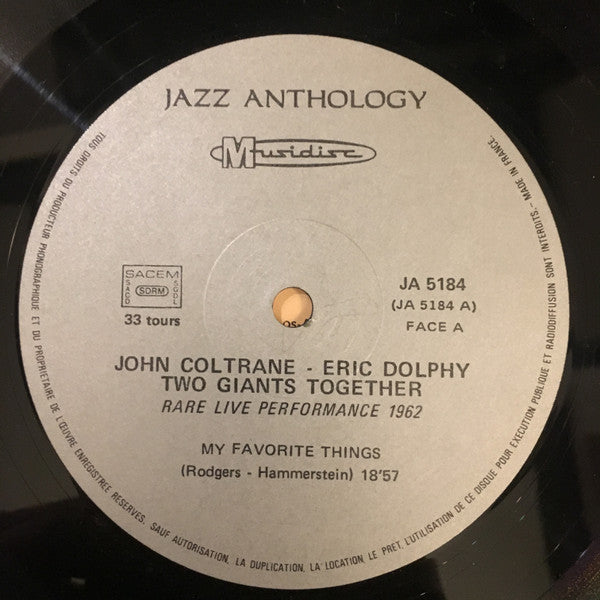 JAZZ ANTHOLOGY
Musidisc
SACEM
SACD
SDRM
SGDL
33 tours
JA 5184
(JA 5184 A)
FACE A
JOHN COLTRANE - ERIC DOLPHY
TWO GIANTS TOGETHER
RARE LIVE PERFORMANCE 1962
MY FAVORITE THINGS
(Rodgers - Hammerstein) 18'57
TOUS DROITS DU PRODUCTEUR PHONOGRAPHIQUE ET DU PROPRIETAIRE DE L'ŒUVRE ENREGISTREE RESERVES, SAUF AUTORISATION, LA DUPLICATION, LA LOCATION, LE PRET, L'UTILISATION DE CE DISQUE POUR EXECUTION PUBLIQUE ET RADIODIFFUSION SONT INTERDITS.- MADE IN FRANCE.